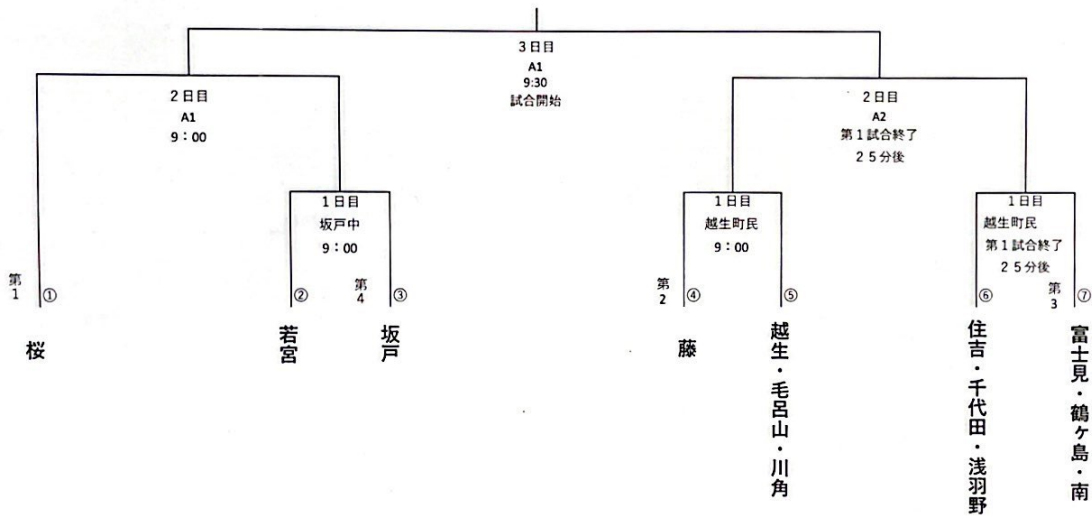 3日目
A1
9:30
試合開始
2日目
A1
9：00
2日目
A2
第1試合終了
25分後
1日目
坂戸中
9：00
1日目
越生町民
9：00
1日目
越生町民
第1試合終了
25分後
第1
①
②
第4
③
第2
④
⑤
⑥
第3
⑦
桜
若宮
坂戸
藤
越生・毛呂山・川角
住吉・千代田・浅羽野
富士見・鶴ヶ島・南